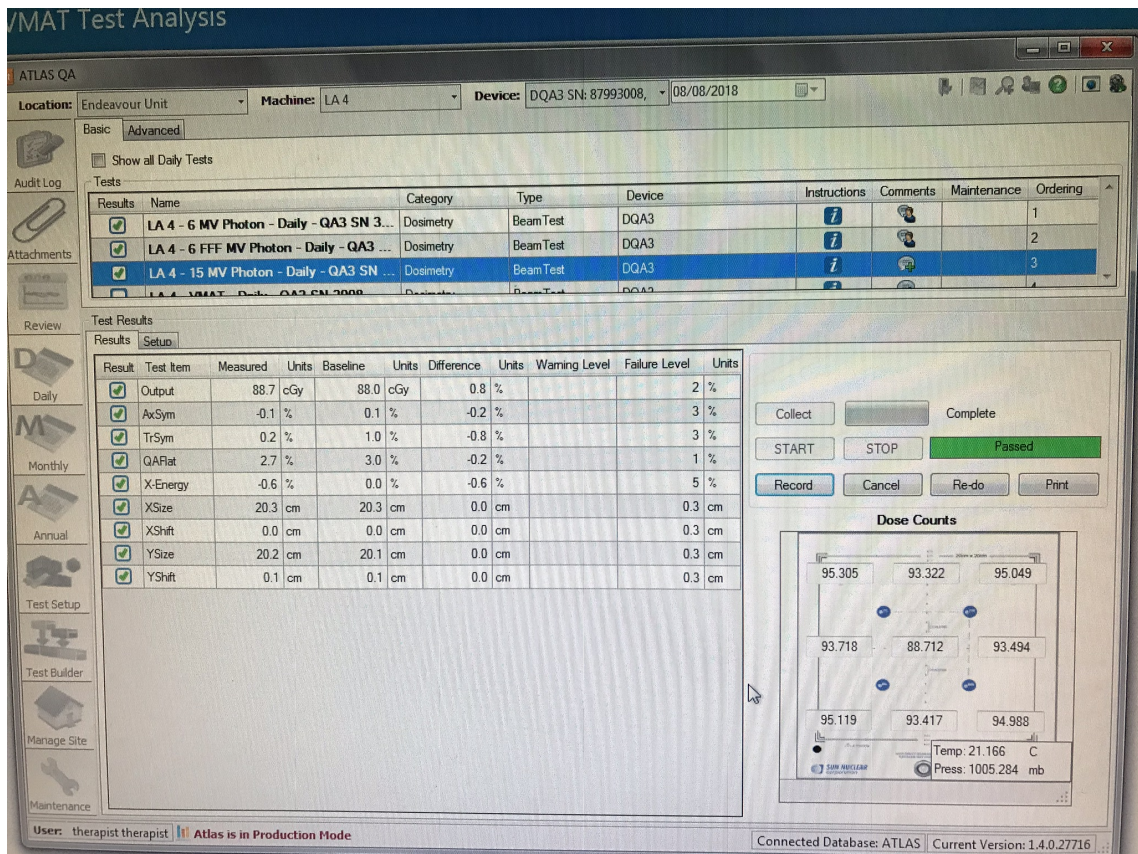 VMAT Test Analysis
ATLAS QA
Location: Endeavour Unit Machine: LA 4 Device: DQA3 SN: 87993008, 08/08/2018
Basic Advanced
Show all Daily Tests
Tests
Results Name Category Type Device Instructions Comments Maintenance Ordering
LA 4 - 6 MV Photon - Daily - QA3 SN 3... Dosimetry Beam Test DQA3 i 1
LA 4 - 6 FFF MV Photon - Daily - QA3 ... Dosimetry Beam Test DQA3 i 2
LA 4 - 15 MV Photon - Daily - QA3 SN ... Dosimetry Beam Test DQA3 i 3
Test Results
Results Setup
Result Test Item Measured Units Baseline Units Difference Units Warning Level Failure Level Units
Output 88.7 cGy 88.0 cGy 0.8 % 2 %
AxSym -0.1 % 0.1 % -0.2 % 3 %
TrSym 0.2 % 1.0 % -0.8 % 3 %
QAFlat 2.7 % 3.0 % -0.2 % 1 %
X-Energy -0.6 % 0.0 % -0.6 % 5 %
XSize 20.3 cm 20.3 cm 0.0 cm 0.3 cm
XShift 0.0 cm 0.0 cm 0.0 cm 0.3 cm
YSize 20.2 cm 20.1 cm 0.0 cm 0.3 cm
YShift 0.1 cm 0.1 cm 0.0 cm 0.3 cm
Collect Complete
START STOP Passed
Record Cancel Re-do Print
Dose Counts
95.305 93.322 95.049
93.718 88.712 93.494
95.119 93.417 94.988
Temp: 21.166 C
Press: 1005.284 mb
SUN NUCLEAR
Audit Log
Attachments
Review
Daily
Monthly
Annual
Test Setup
Test Builder
Manage Site
Maintenance
User: therapist therapist Atlas is in Production Mode
Connected Database: ATLAS Current Version: 1.4.0.27716